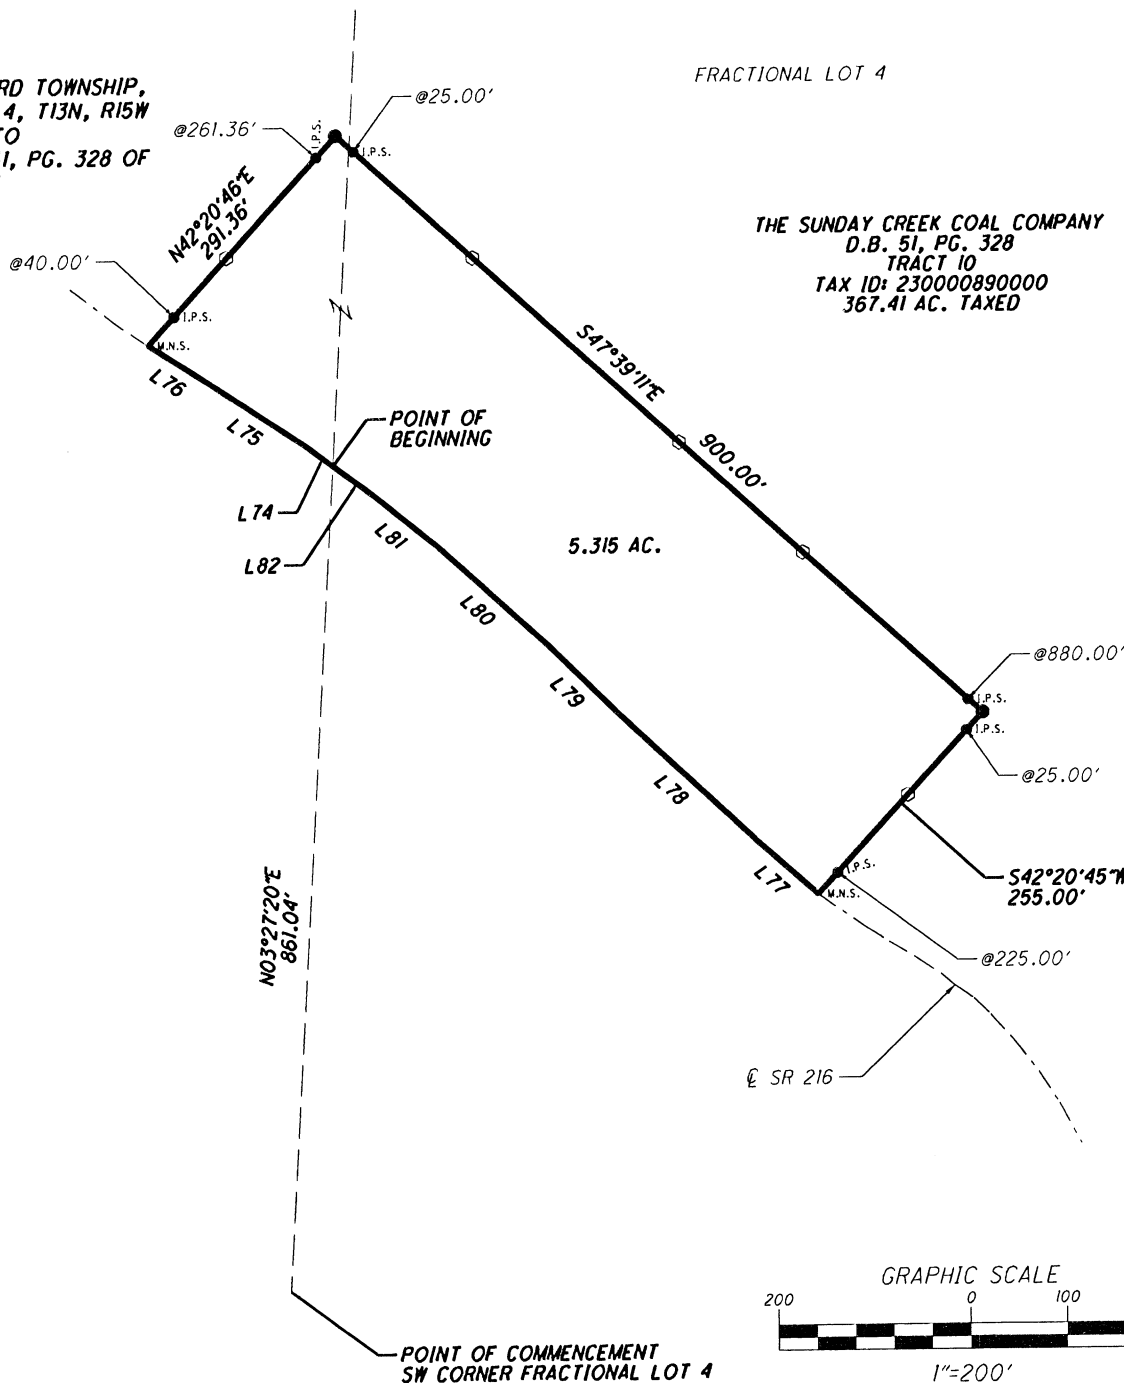 FRACTIONAL LOT 4
RD TOWNSHIP,
4, T13N, R15W
TO
1, PG. 328 OF
@25.00'
@261.36'
I.P.S.
I.P.S.
N42°20'46"E
291.36'
@40.00'
I.P.S.
M.N.S.
THE SUNDAY CREEK COAL COMPANY
D.B. 51, PG. 328
TRACT 10
TAX ID: 230000890000
367.41 AC. TAXED
S47°39'11"E
900.00'
L76
L75
POINT OF
BEGINNING
L74
L82
L81
5.315 AC.
L80
L79
L78
L77
@880.00'
I.P.S.
I.P.S.
@25.00'
S42°20'45"W
255.00'
I.P.S.
M.N.S.
@225.00'
N03°27'20"E
861.04'
℄ SR 216
GRAPHIC SCALE
200 0 100
1"=200'
POINT OF COMMENCEMENT
SW CORNER FRACTIONAL LOT 4